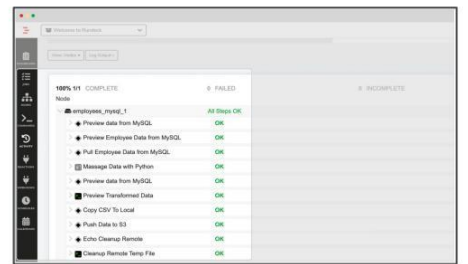 Welcome to Rundeck
100% 1/1 COMPLETE
0 FAILED
0 INCOMPLETE
Node
employees_mysql_1
All Steps OK
Preview data from MySQL
OK
Preview Employee Data from MySQL
OK
Pull Employee Data from MySQL
OK
Massage Data with Python
OK
Preview data from MySQL
OK
Preview Transformed Data
OK
Copy CSV To Local
OK
Push Data to S3
OK
Echo Cleanup Remote
OK
Cleanup Remote Temp File
OK